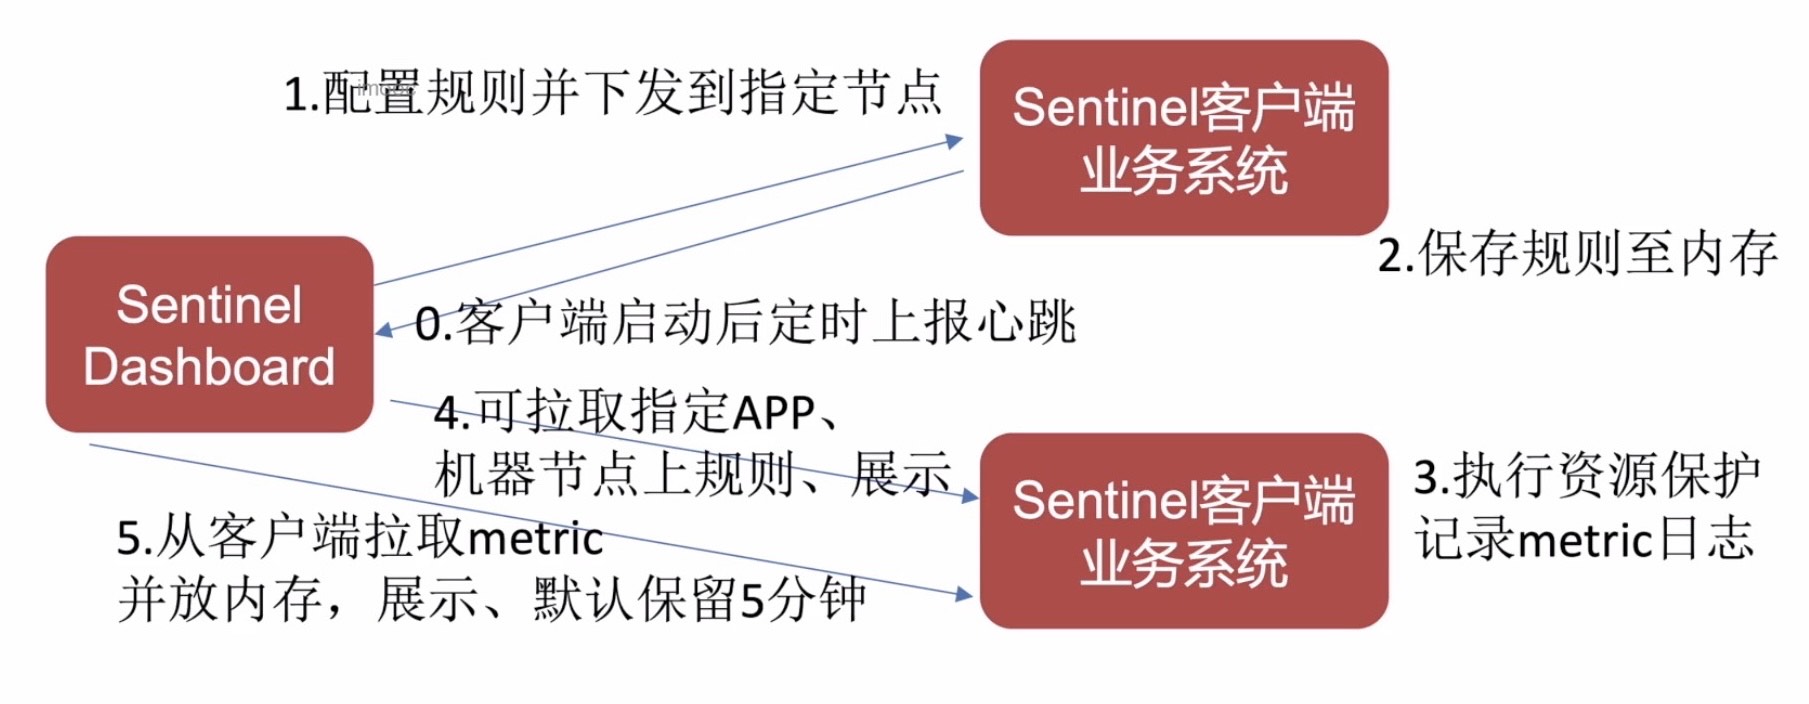 1.配置规则并下发到指定节点
imooc
Sentinel客户端
业务系统
2.保存规则至内存
Sentinel
Dashboard
0.客户端启动后定时上报心跳
4.可拉取指定APP、
机器节点上规则、展示
Sentinel客户端
业务系统
3.执行资源保护
记录metric日志
5.从客户端拉取metric
并放内存，展示、默认保留5分钟